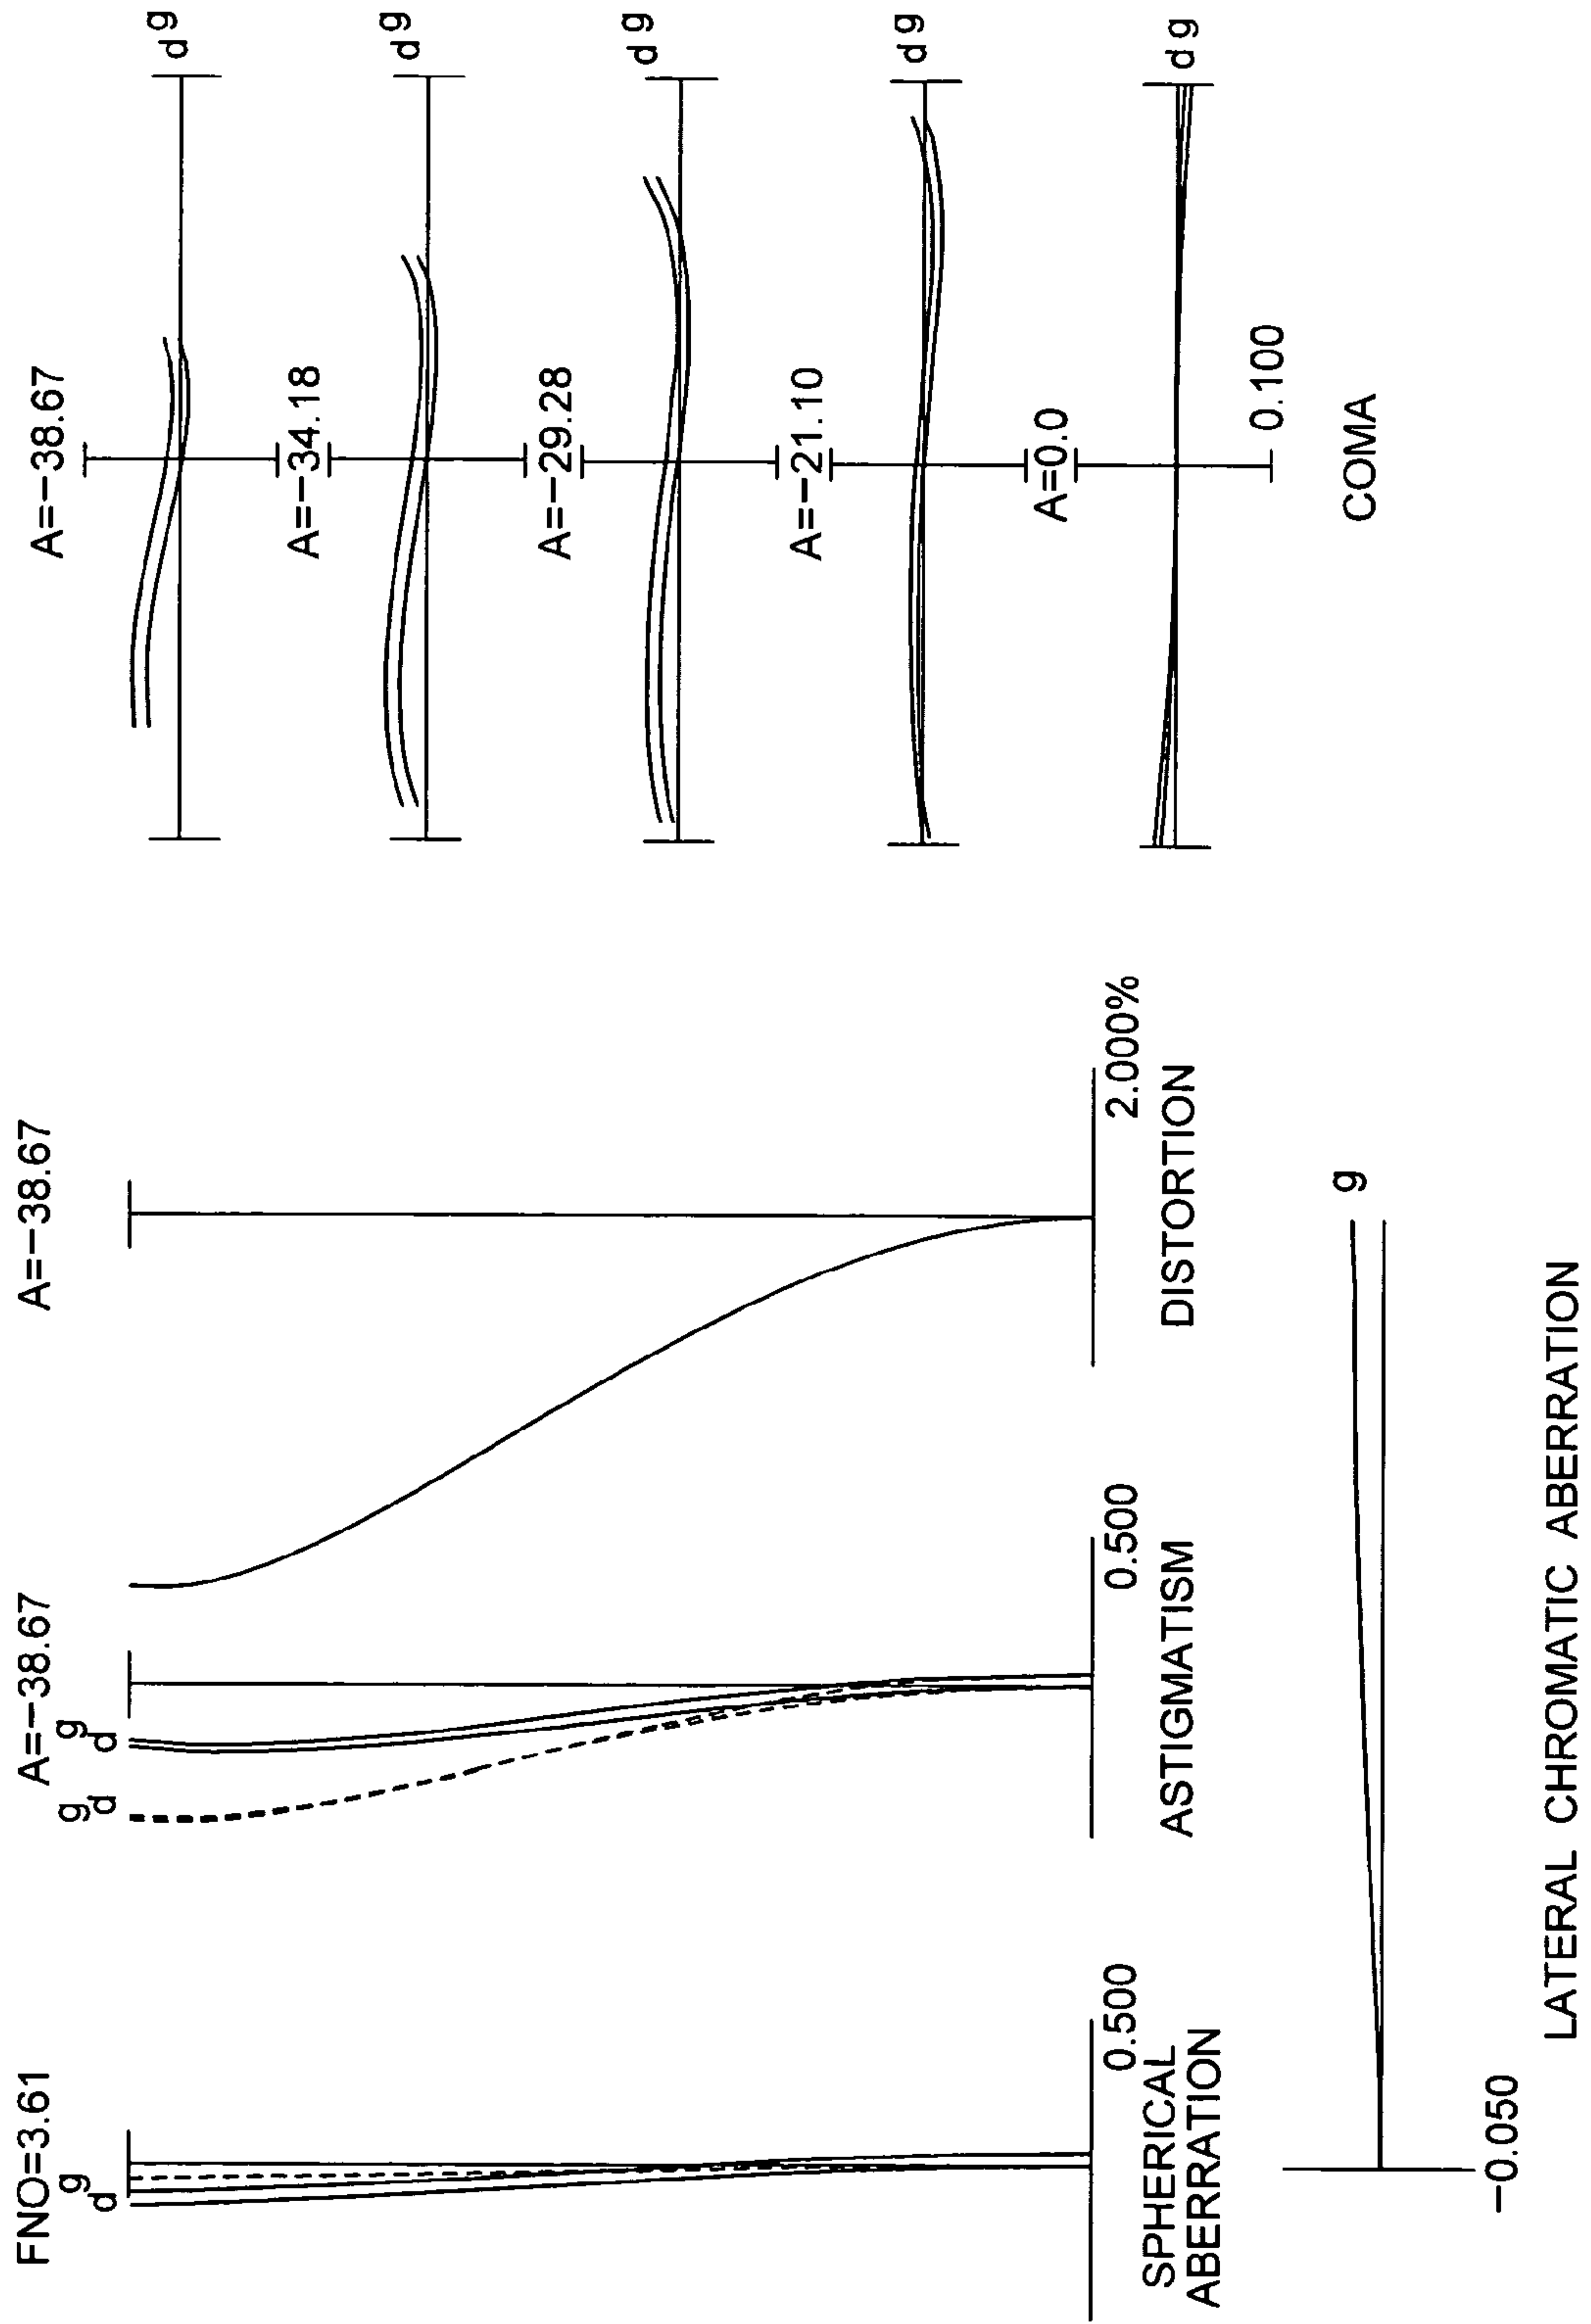 FNO=3.61
g
d
0.500
SPHERICAL
ABERRATION
A=−38.67
g
d
g
d
0.500
ASTIGMATISM
A=−38.67
2.000%
DISTORTION
g
−0.050
LATERAL CHROMATIC ABERRATION
A=−38.67
d g
A=−34.18
d g
A=−29.28
d g
A=−21.10
d g
A=0.0
d g
0.100
COMA